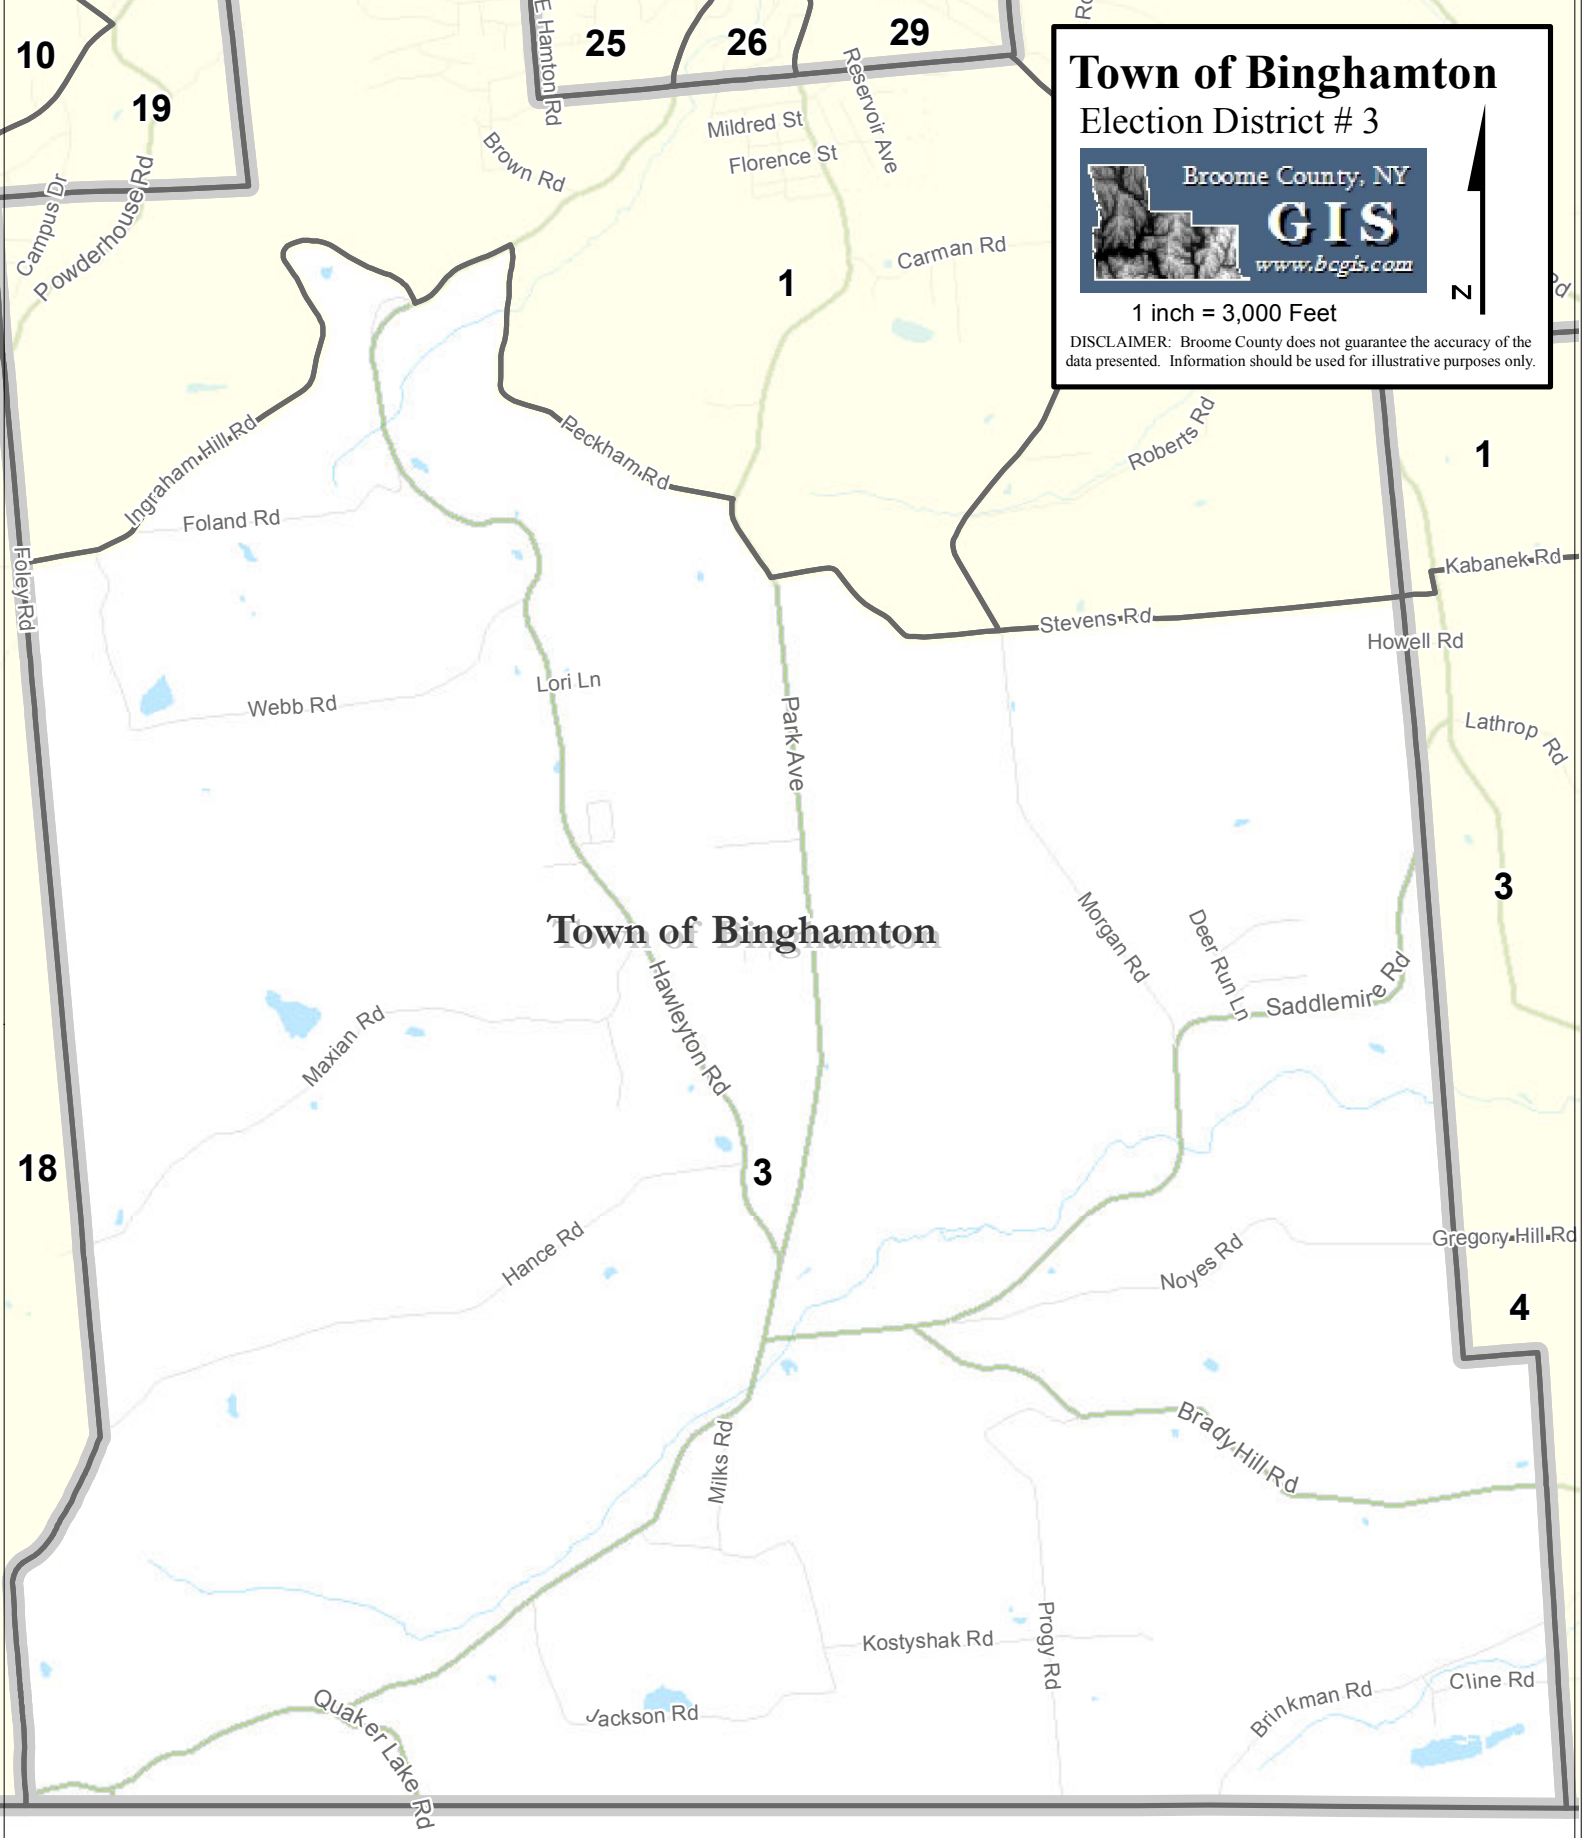 10
19
25
26
29
E Hamton Rd
Reservoir Ave
Mildred St
Florence St
Brown Rd
Campus Dr
Powderhouse Rd
Carman Rd
1
Town of Binghamton
Election District # 3
Broome County, NY
GIS
www.bcgis.com
N
1 inch = 3,000 Feet
DISCLAIMER: Broome County does not guarantee the accuracy of the
data presented. Information should be used for illustrative purposes only.
Rd
Ingraham Hill Rd
Peckham Rd
Roberts Rd
1
Foland Rd
Foley Rd
Kabanek Rd
Stevens Rd
Howell Rd
Lori Ln
Webb Rd
Park Ave
Lathrop Rd
3
Town of Binghamton
Morgan Rd
Deer Run Ln
Saddlemire Rd
Hawleyton Rd
Maxian Rd
18
3
Hance Rd
Noyes Rd
Gregory Hill Rd
4
Milks Rd
Brady Hill Rd
Kostyshak Rd
Progy Rd
Quaker Lake Rd
Jackson Rd
Brinkman Rd
Cline Rd